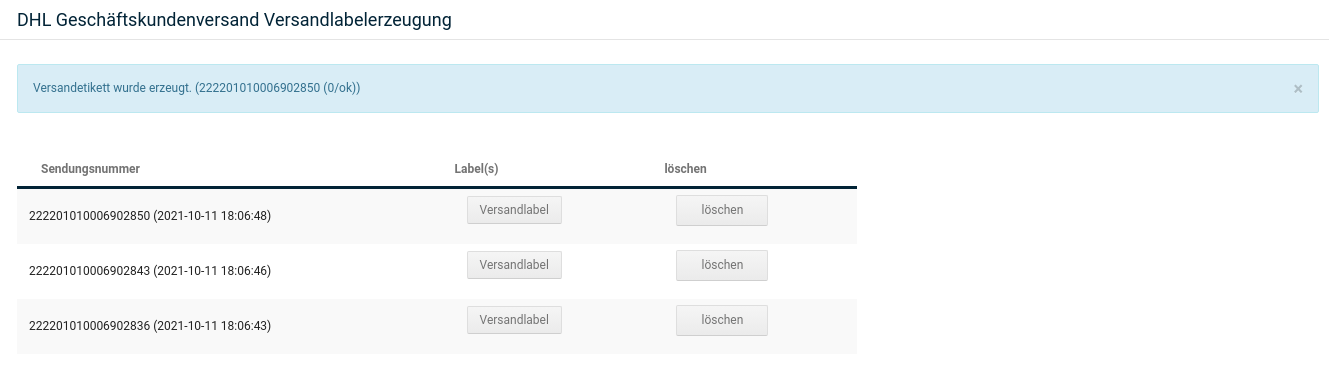 DHL Geschäftskundenversand Versandlabelerzeugung
Versandetikett wurde erzeugt. (222201010006902850 (0/ok)) ×
Sendungsnummer Label(s) löschen
222201010006902850 (2021-10-11 18:06:48) Versandlabel löschen
222201010006902843 (2021-10-11 18:06:46) Versandlabel löschen
222201010006902836 (2021-10-11 18:06:43) Versandlabel löschen